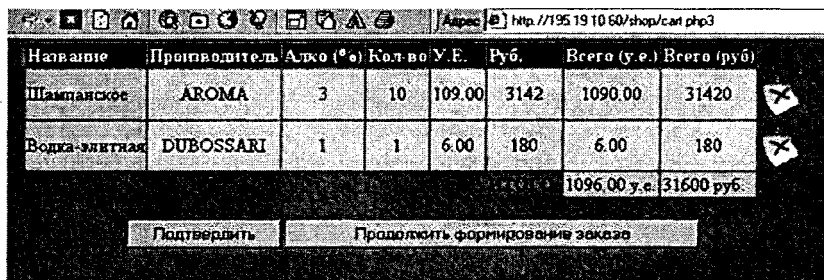 Адрес http://195.19.10.60/shop/cart.php3
Название Производитель Алко (%) Кол-во У.Е. Руб. Всего (у.е.) Всего (руб)
Шампанское AROMA 3 10 109.00 3142 1090.00 31420
Водка-элитная DUBOSSARI 1 1 6.00 180 6.00 180
1096.00 у.е. 31600 руб.
Подтвердить Продолжить формирование заказа